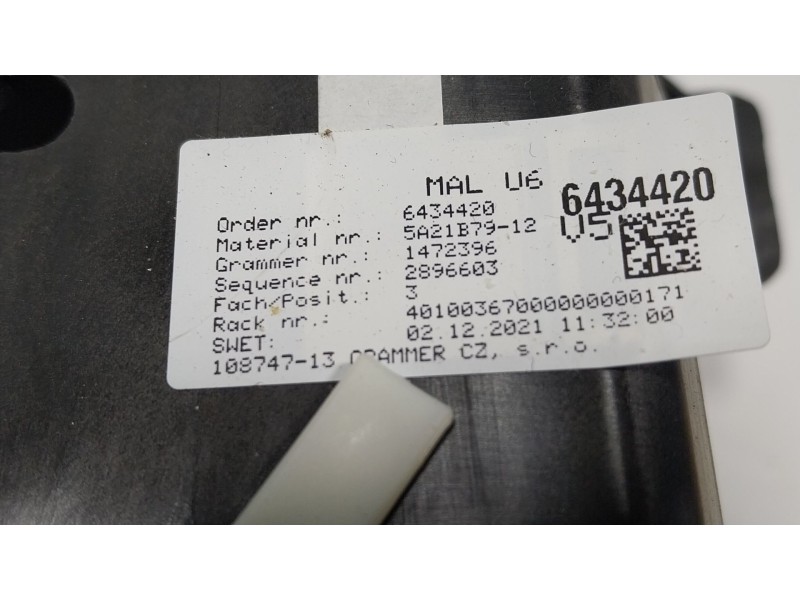 MAL U6
6434420
Order nr.: 6434420
V5
Material nr.: 5A21B79-12
Grammer nr.: 1472396
Sequence nr.: 2896603
Fach/Posit.: 3
Rack nr.: 40100367000000000171
SWET: 02.12.2021 11:32:00
108747-13 GRAMMER CZ, s.r.o.